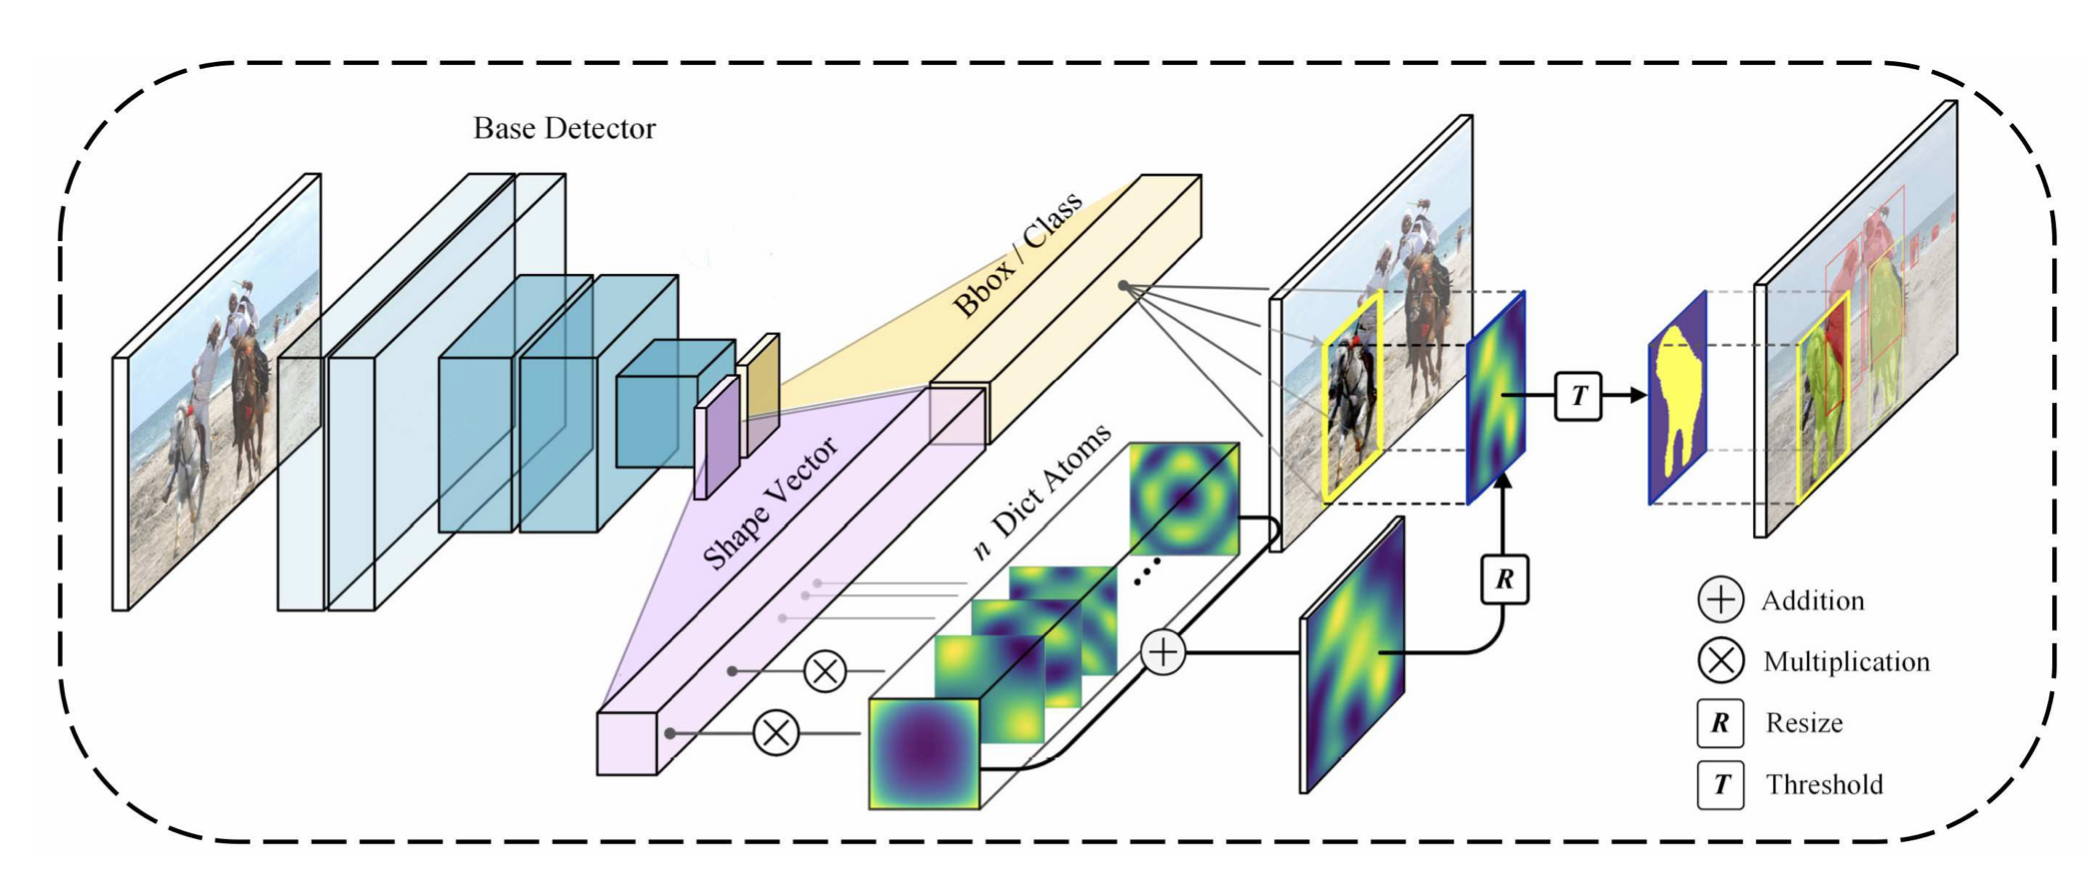 Base Detector
Bbox / Class
Shape Vector
n Dict Atoms
T
R
Addition
Multiplication
R Resize
T Threshold